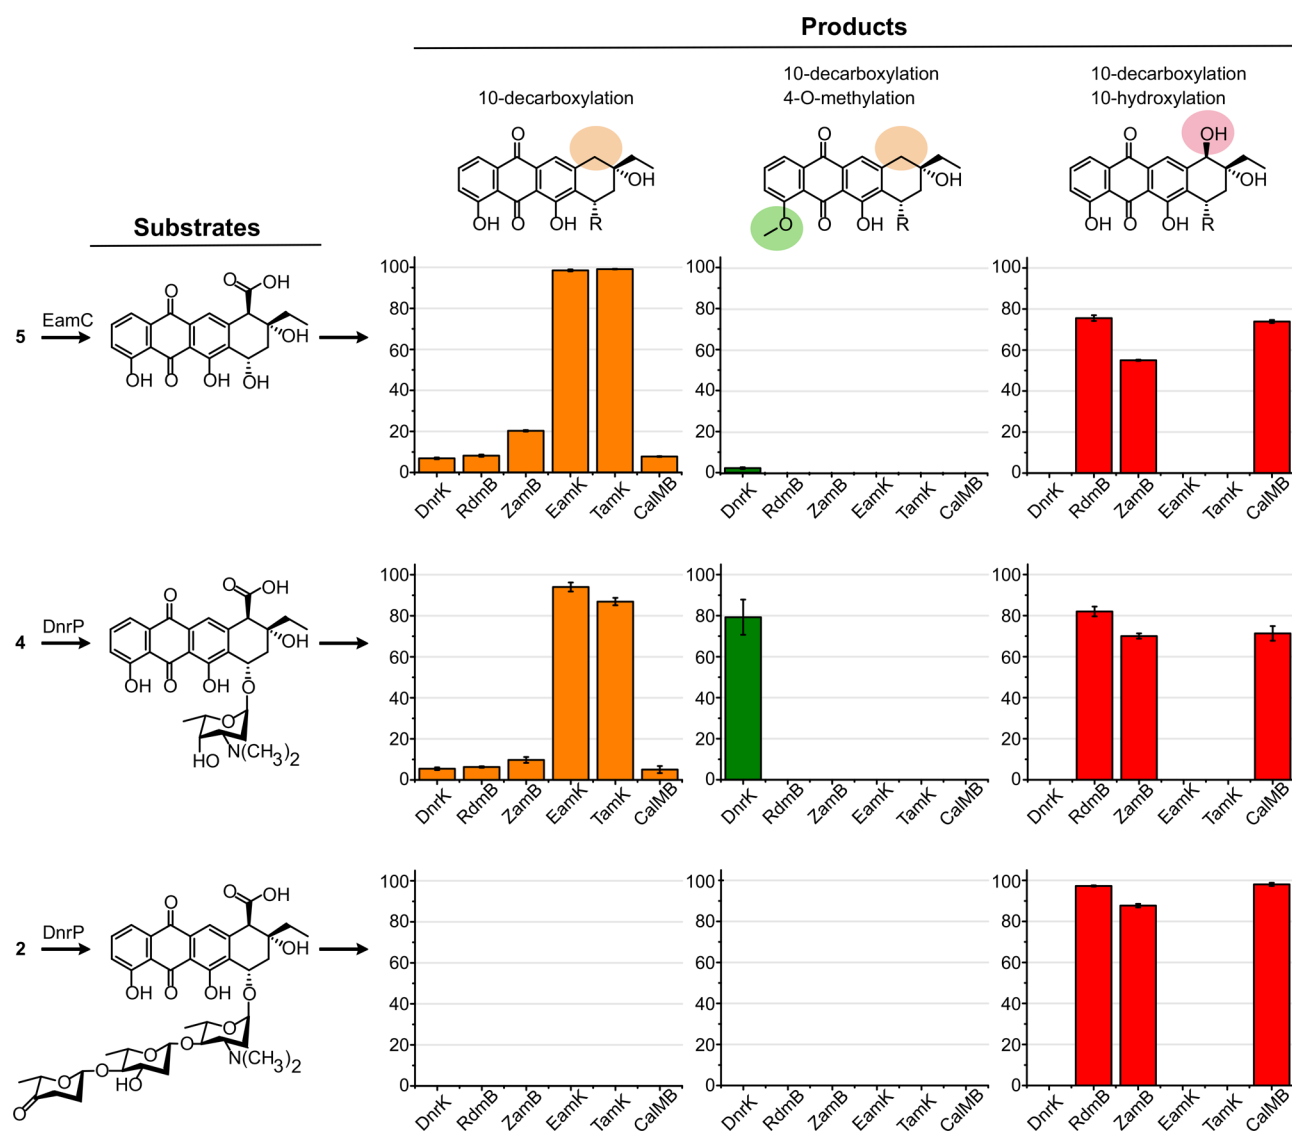 Products
10-decarboxylation
10-decarboxylation
4-O-methylation
10-decarboxylation
10-hydroxylation
O
OH
OH O OH R
O
OH
O O OH R
OH
O
OH
OH O OH R
Substrates
5 EamC
O OH
O
OH
OH O OH OH
100
80
60
40
20
0
DnrK RdmB ZamB EamK TamK CalMB
100
80
60
40
20
0
DnrK RdmB ZamB EamK TamK CalMB
100
80
60
40
20
0
DnrK RdmB ZamB EamK TamK CalMB
4 DnrP
O OH
O
OH
OH O OH O
O
HO N(CH3)2
100
80
60
40
20
0
DnrK RdmB ZamB EamK TamK CalMB
100
80
60
40
20
0
DnrK RdmB ZamB EamK TamK CalMB
100
80
60
40
20
0
DnrK RdmB ZamB EamK TamK CalMB
2 DnrP
O OH
O
OH
OH O OH O
O
O N(CH3)2
O
O HO
O
O
100
80
60
40
20
0
DnrK RdmB ZamB EamK TamK CalMB
100
80
60
40
20
0
DnrK RdmB ZamB EamK TamK CalMB
100
80
60
40
20
0
DnrK RdmB ZamB EamK TamK CalMB